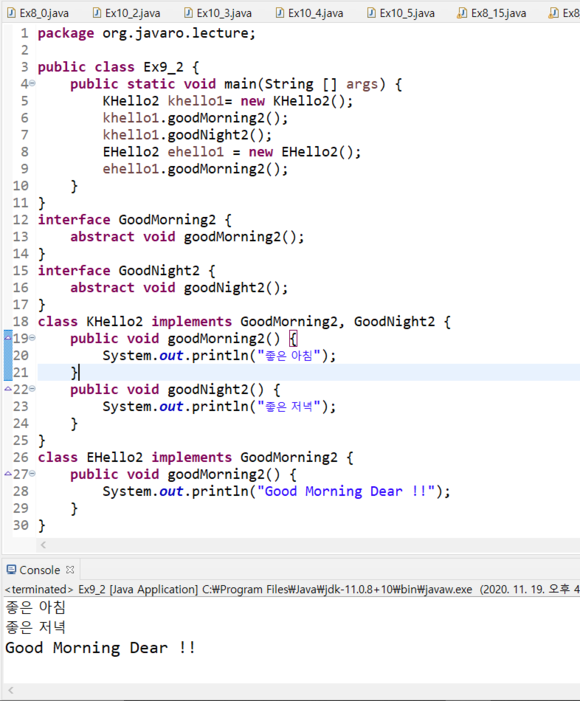 Ex8_0.java Ex10_2.java Ex10_3.java Ex10_4.java Ex10_5.java Ex8_15.java Ex8
1 package org.javaro.lecture;
2
3 public class Ex9_2 {
4 public static void main(String [] args) {
5 KHello2 khello1= new KHello2();
6 khello1.goodMorning2();
7 khello1.goodNight2();
8 EHello2 ehello1 = new EHello2();
9 ehello1.goodMorning2();
10 }
11 }
12 interface GoodMorning2 {
13 abstract void goodMorning2();
14 }
15 interface GoodNight2 {
16 abstract void goodNight2();
17 }
18 class KHello2 implements GoodMorning2, GoodNight2 {
19 public void goodMorning2() {
20 System.out.println("좋은 아침");
21 }
22 public void goodNight2() {
23 System.out.println("좋은 저녁");
24 }
25 }
26 class EHello2 implements GoodMorning2 {
27 public void goodMorning2() {
28 System.out.println("Good Morning Dear !!");
29 }
30 }
Console
<terminated> Ex9_2 [Java Application] C:₩Program Files₩Java₩jdk-11.0.8+10₩bin₩javaw.exe (2020. 11. 19. 오후 4
좋은 아침
좋은 저녁
Good Morning Dear !!